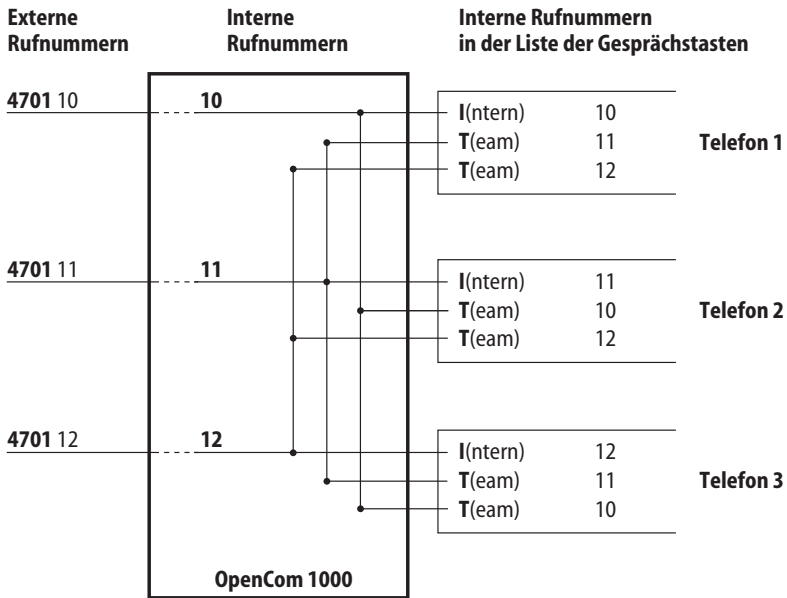 Externe Rufnummern
Interne Rufnummern
Interne Rufnummern in der Liste der Gesprächstasten
4701 10
10
I(ntern) 10
T(eam) 11
T(eam) 12
Telefon 1
4701 11
11
I(ntern) 11
T(eam) 10
T(eam) 12
Telefon 2
4701 12
12
I(ntern) 12
T(eam) 11
T(eam) 10
Telefon 3
OpenCom 1000